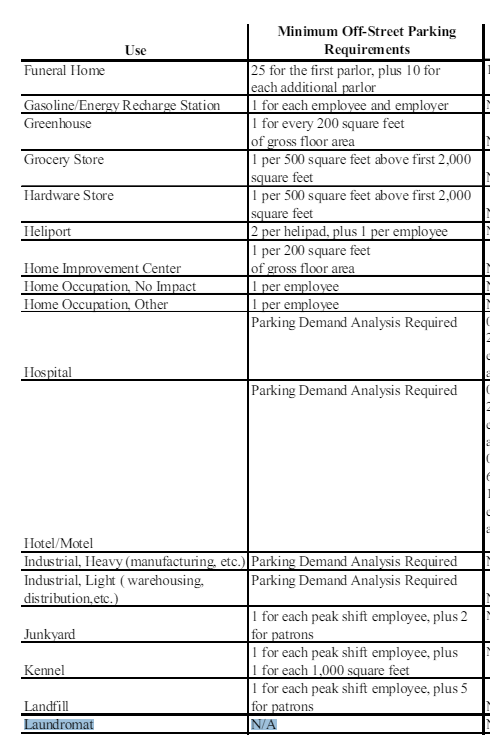 Use
Minimum Off-Street Parking
Requirements
Funeral Home
25 for the first parlor, plus 10 for
each additional parlor
Gasoline/Energy Recharge Station
1 for each employee and employer
Greenhouse
1 for every 200 square feet
of gross floor area
Grocery Store
1 per 500 square feet above first 2,000
square feet
Hardware Store
1 per 500 square feet above first 2,000
square feet
Heliport
2 per helipad, plus 1 per employee
Home Improvement Center
1 per 200 square feet
of gross floor area
Home Occupation, No Impact
1 per employee
Home Occupation, Other
1 per employee
Hospital
Parking Demand Analysis Required
Hotel/Motel
Parking Demand Analysis Required
Industrial, Heavy (manufacturing, etc.)
Parking Demand Analysis Required
Industrial, Light ( warehousing,
distribution,etc.)
Parking Demand Analysis Required
Junkyard
1 for each peak shift employee, plus 2
for patrons
Kennel
1 for each peak shift employee, plus
1 for each 1,000 square feet
Landfill
1 for each peak shift employee, plus 5
for patrons
Laundromat
N/A